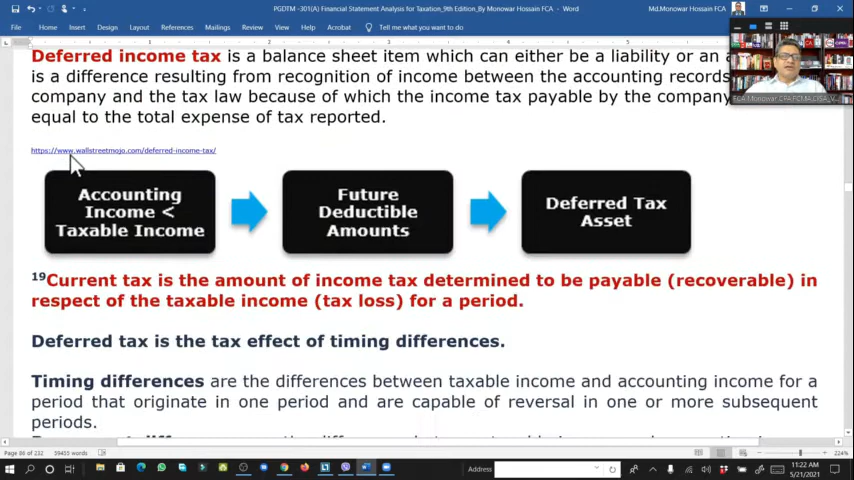 PGDTM -301(A) Financial Statement Analysis for Taxation_9th Edition_By Monowar Hossain FCA - Word
Md.Monowar Hossain FCA
File Home Insert Design Layout References Mailings Review View Help Acrobat Tell me what you want to do
Deferred income tax is a balance sheet item which can either be a liability or an
is a difference resulting from recognition of income between the accounting records
company and the tax law because of which the income tax payable by the company
equal to the total expense of tax reported.
https://www.wallstreetmojo.com/deferred-income-tax/
Accounting
Income <
Taxable Income
Future
Deductible
Amounts
Deferred Tax
Asset
19Current tax is the amount of income tax determined to be payable (recoverable) in
respect of the taxable income (tax loss) for a period.
Deferred tax is the tax effect of timing differences.
Timing differences are the differences between taxable income and accounting income for a
period that originate in one period and are capable of reversal in one or more subsequent
periods.
Page 86 of 232 59455 words
224%
Address
11:22 AM
5/21/2021